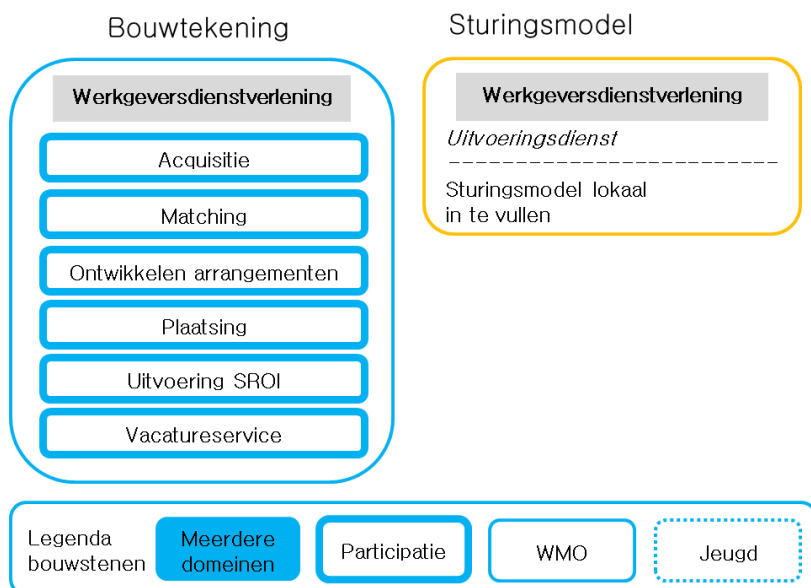 Bouwtekening
Werkgeversdienstverlening
Acquisitie
Matching
Ontwikkelen arrangementen
Plaatsing
Uitvoering SROI
Vacatureservice
Sturingsmodel
Werkgeversdienstverlening
Uitvoeringsdienst
Sturingsmodel lokaal
in te vullen
Legenda
bouwstenen
Meerdere
domeinen
Participatie
WMO
Jeugd